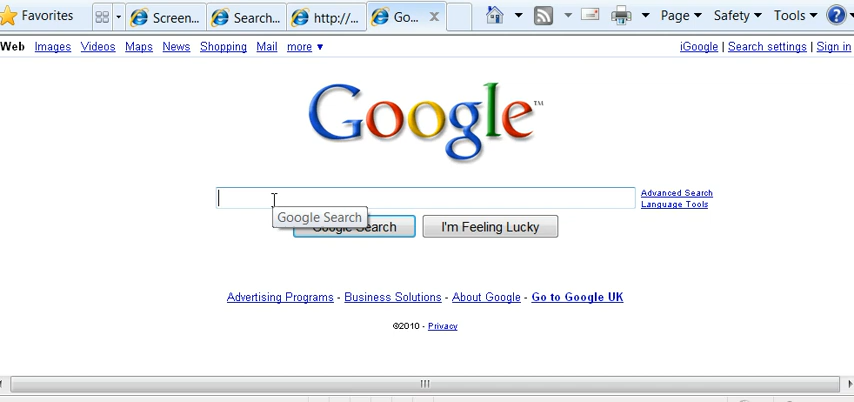 Favorites Screen... Search... http://... Go... Page Safety Tools
Web Images Videos Maps News Shopping Mail more ▼ iGoogle | Search settings | Sign in
Google™
Advanced Search
Language Tools
Google Search
Google Search I'm Feeling Lucky
Advertising Programs - Business Solutions - About Google - Go to Google UK
©2010 - Privacy